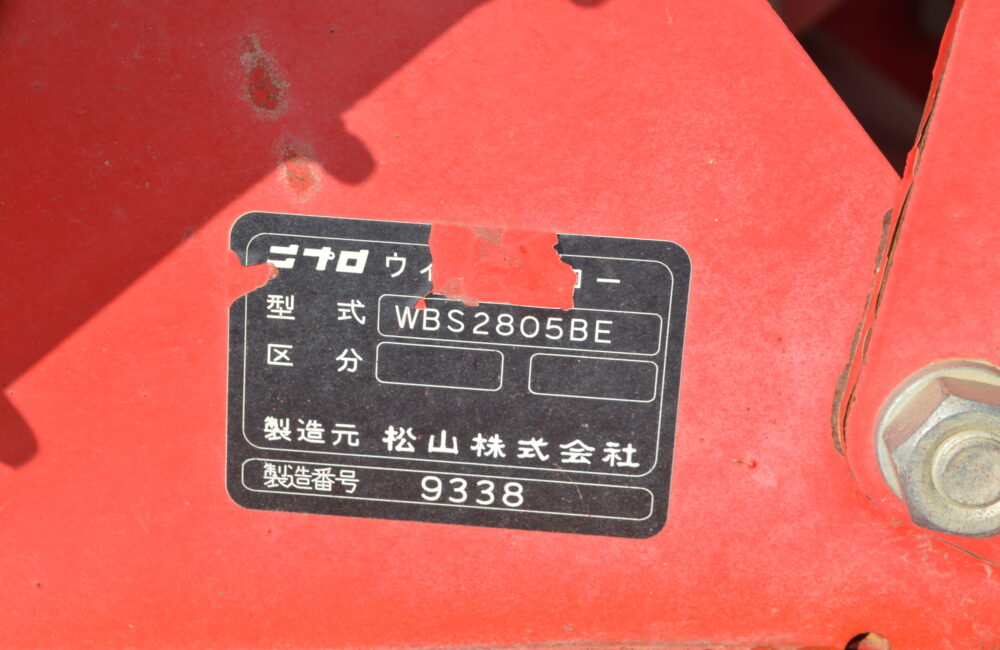 ニプロ ウィ ロー
型式 WBS2805BE
区分
製造元 松山株式会社
製造番号 9338